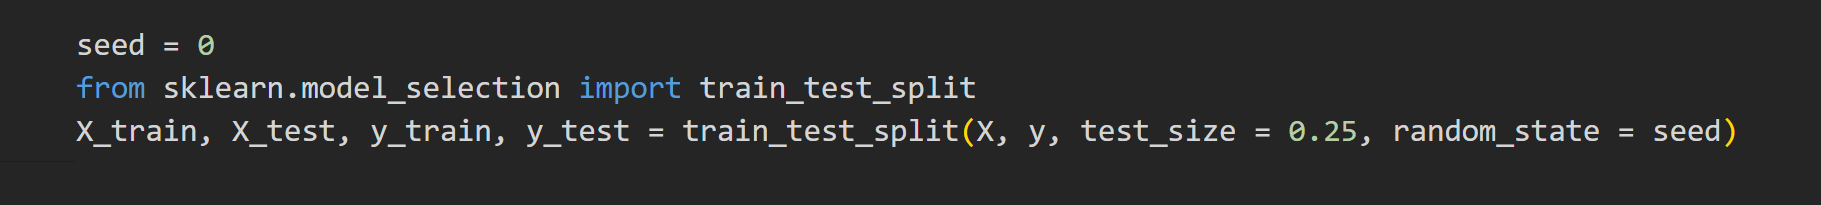 seed = 0
from sklearn.model_selection import train_test_split
X_train, X_test, y_train, y_test = train_test_split(X, y, test_size = 0.25, random_state = seed)